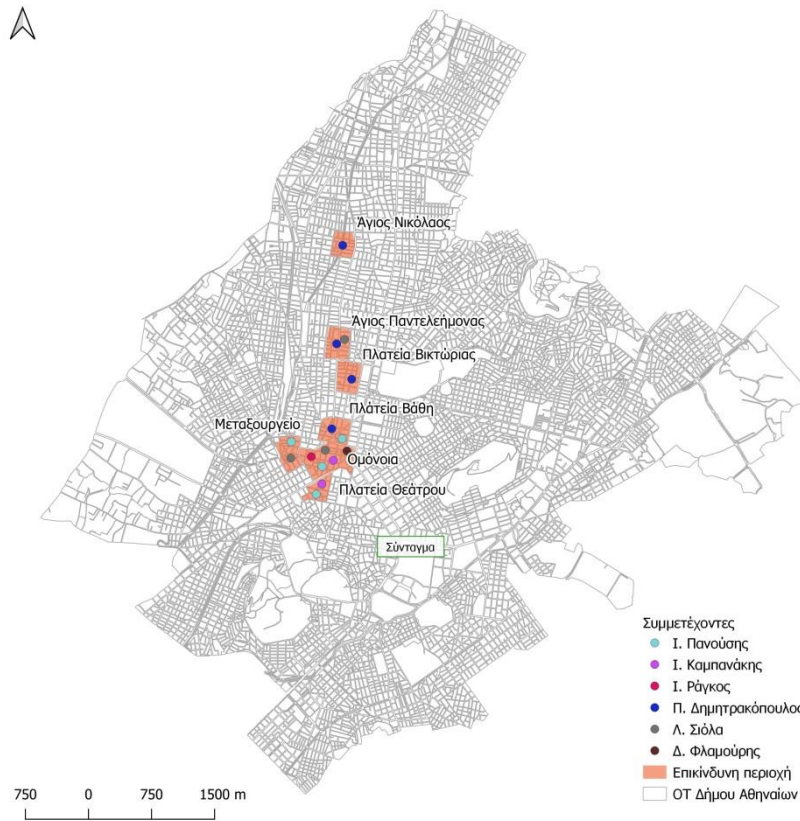 Άγιος Νικόλαος
Άγιος Παντελεήμονας
Πλατεία Βικτώριας
Πλάτεία Βάθη
Μεταξουργείο
Ομόνοια
Πλατεία Θεάτρου
Σύνταγμα
Συμμετέχοντες
Ι. Πανούσης
Ι. Καμπανάκης
Ι. Ράγκος
Π. Δημητρακόπουλος
Λ. Σιόλα
Δ. Φλαμούρης
Επικίνδυνη περιοχή
ΟΤ Δήμου Αθηναίων
750 0 750 1500 m